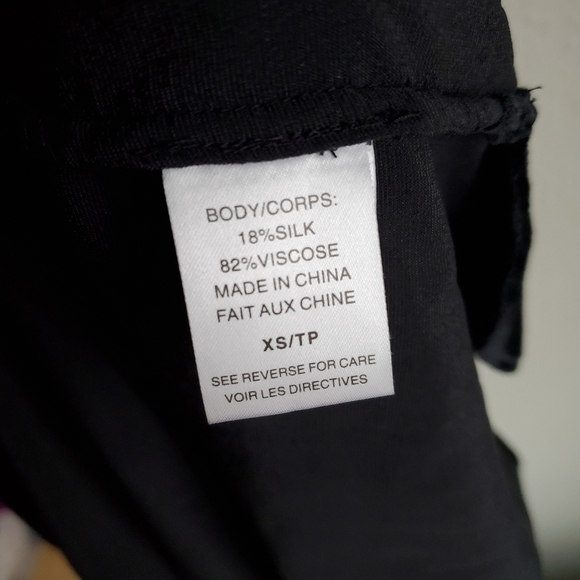 BODY/CORPS:
18%SILK
82%VISCOSE
MADE IN CHINA
FAIT AUX CHINE
XS/TP
SEE REVERSE FOR CARE
VOIR LES DIRECTIVES